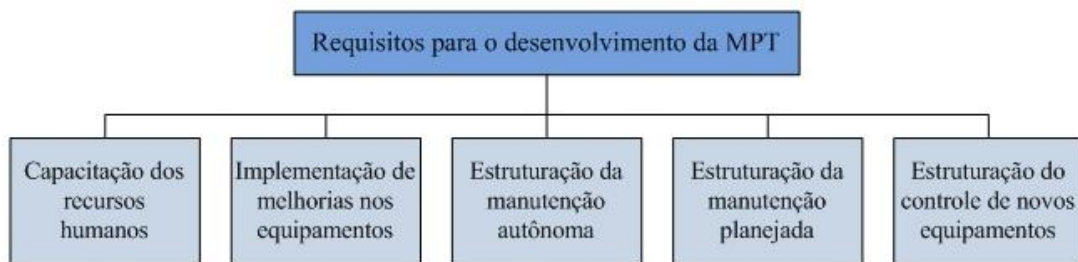 Requisitos para o desenvolvimento da MPT
Capacitação dos
recursos
humanos
Implementação de
melhorias nos
equipamentos
Estruturação da
manutenção
autônoma
Estruturação da
manutenção
planejada
Estruturação do
controle de novos
equipamentos